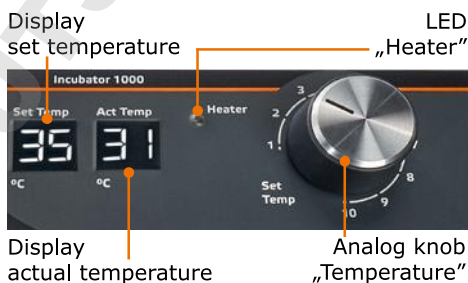 Display
set temperature
LED
„Heater”
Incubator 1000
Set Temp
Act Temp
Heater
35
31
°C
°C
3
2
1
8
9
10
Set
Temp
Display
actual temperature
Analog knob
„Temperature”